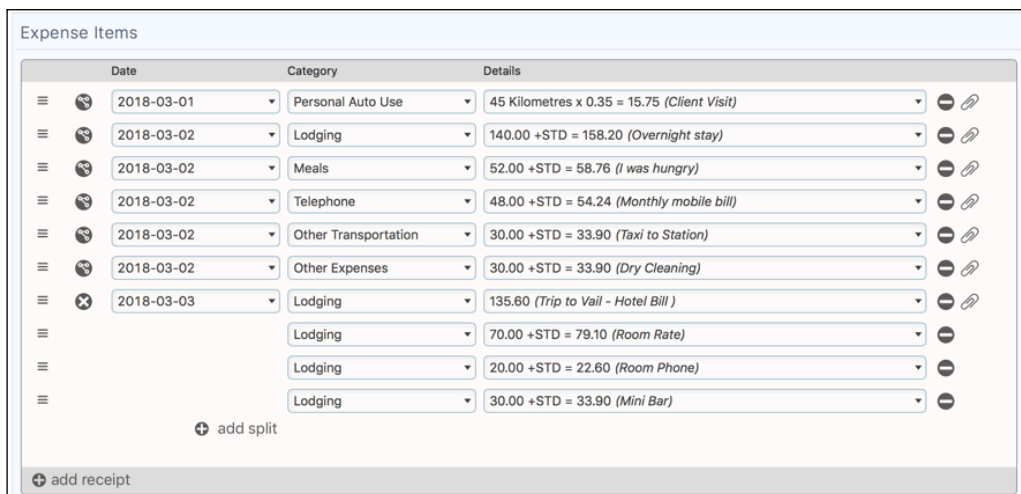 Expense Items
Date Category Details
2018-03-01 Personal Auto Use 45 Kilometres x 0.35 = 15.75 (Client Visit)
2018-03-02 Lodging 140.00 +STD = 158.20 (Overnight stay)
2018-03-02 Meals 52.00 +STD = 58.76 (I was hungry)
2018-03-02 Telephone 48.00 +STD = 54.24 (Monthly mobile bill)
2018-03-02 Other Transportation 30.00 +STD = 33.90 (Taxi to Station)
2018-03-02 Other Expenses 30.00 +STD = 33.90 (Dry Cleaning)
2018-03-03 Lodging 135.60 (Trip to Vail - Hotel Bill )
Lodging 70.00 +STD = 79.10 (Room Rate)
Lodging 20.00 +STD = 22.60 (Room Phone)
Lodging 30.00 +STD = 33.90 (Mini Bar)
add split
add receipt